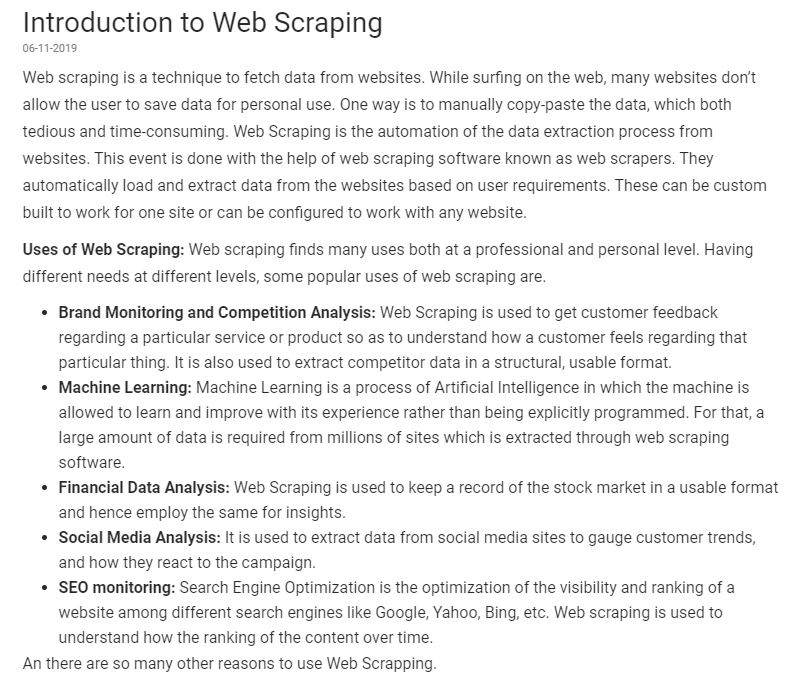 Introduction to Web Scraping
06-11-2019
Web scraping is a technique to fetch data from websites. While surfing on the web, many websites don’t
allow the user to save data for personal use. One way is to manually copy-paste the data, which both
tedious and time-consuming. Web Scraping is the automation of the data extraction process from
websites. This event is done with the help of web scraping software known as web scrapers. They
automatically load and extract data from the websites based on user requirements. These can be custom
built to work for one site or can be configured to work with any website.
Uses of Web Scraping: Web scraping finds many uses both at a professional and personal level. Having
different needs at different levels, some popular uses of web scraping are.
• Brand Monitoring and Competition Analysis: Web Scraping is used to get customer feedback
regarding a particular service or product so as to understand how a customer feels regarding that
particular thing. It is also used to extract competitor data in a structural, usable format.
• Machine Learning: Machine Learning is a process of Artificial Intelligence in which the machine is
allowed to learn and improve with its experience rather than being explicitly programmed. For that, a
large amount of data is required from millions of sites which is extracted through web scraping
software.
• Financial Data Analysis: Web Scraping is used to keep a record of the stock market in a usable format
and hence employ the same for insights.
• Social Media Analysis: It is used to extract data from social media sites to gauge customer trends,
and how they react to the campaign.
• SEO monitoring: Search Engine Optimization is the optimization of the visibility and ranking of a
website among different search engines like Google, Yahoo, Bing, etc. Web scraping is used to
understand how the ranking of the content over time.
An there are so many other reasons to use Web Scrapping.